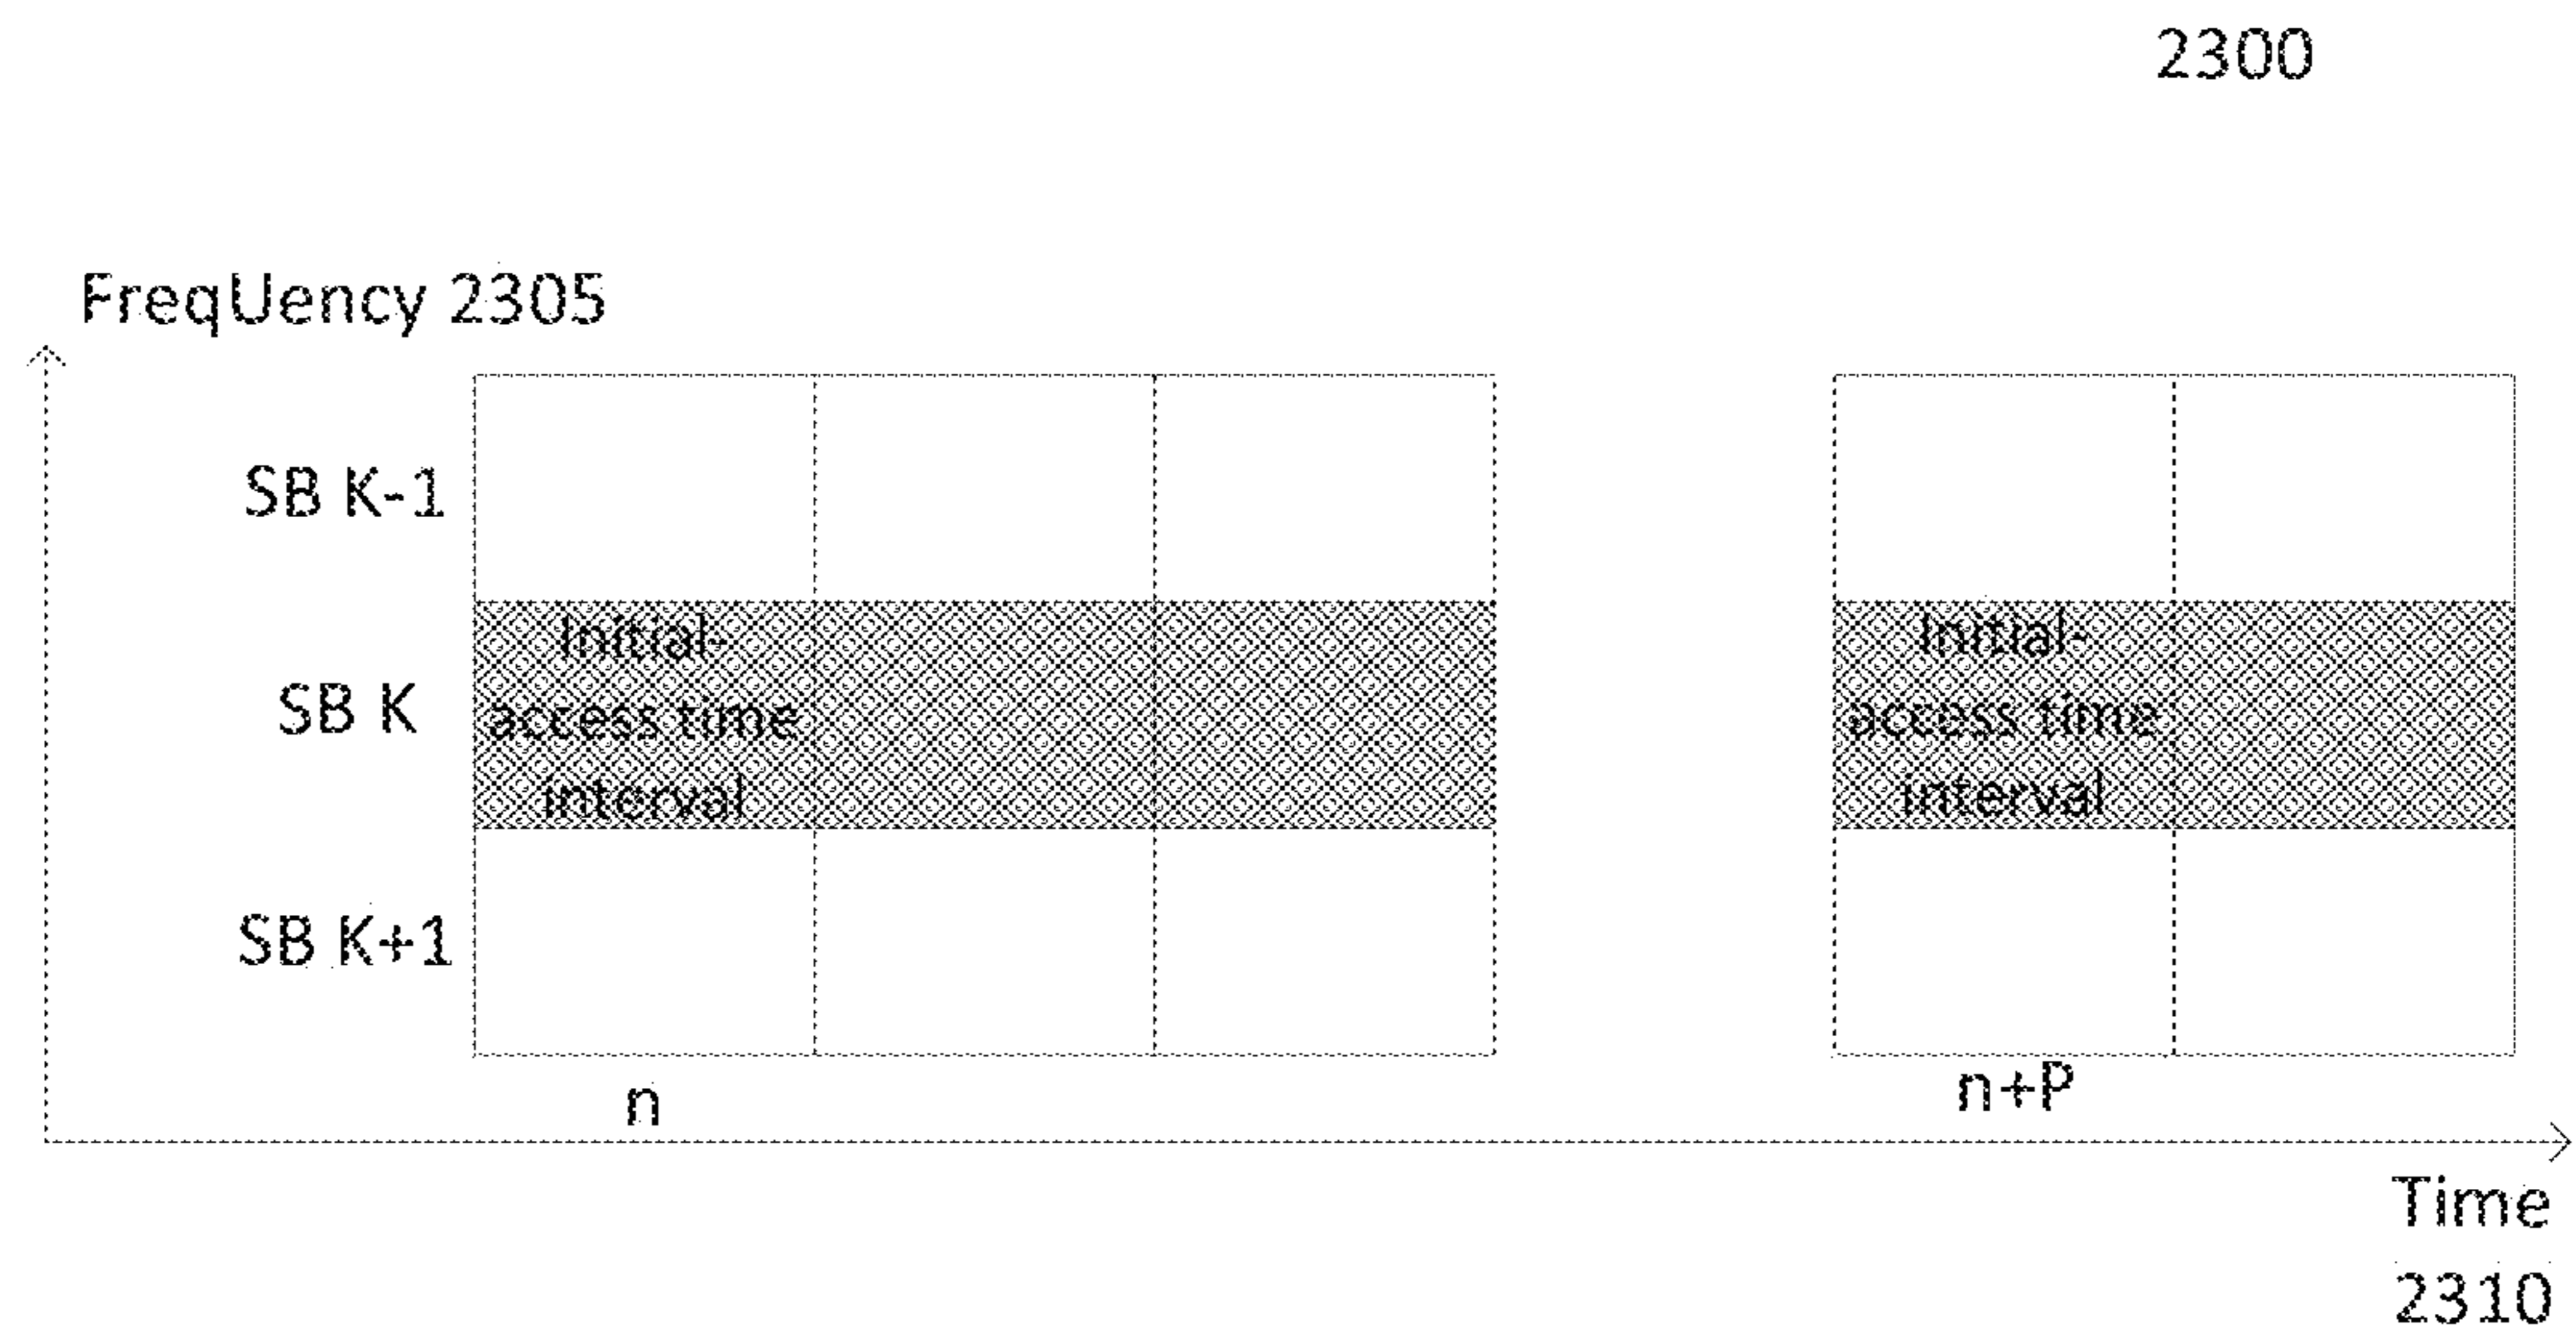 2300
FreqUency 2305
SB K-1
Initial-
access time
interval
Initial-
access time
interval
SB K
SB K+1
n
n+P
Time
2310